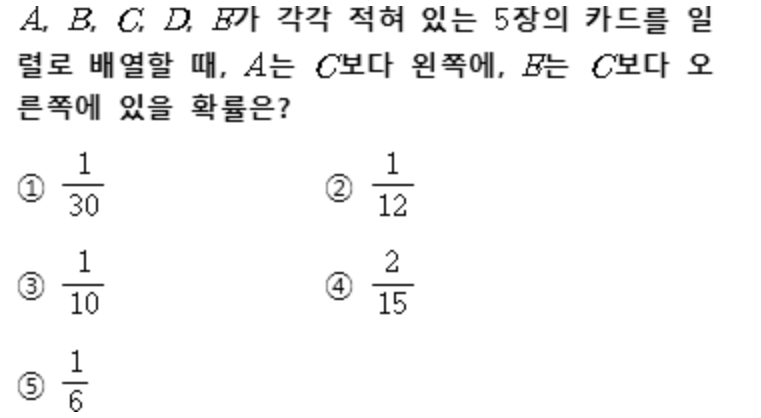 A, B, C, D, E가 각각 적혀 있는 5장의 카드를 일
렬로 배열할 때, A는 C보다 왼쪽에, E는 C보다 오
른쪽에 있을 확률은?
① 1/30 ② 1/12
③ 1/10 ④ 2/15
⑤ 1/6